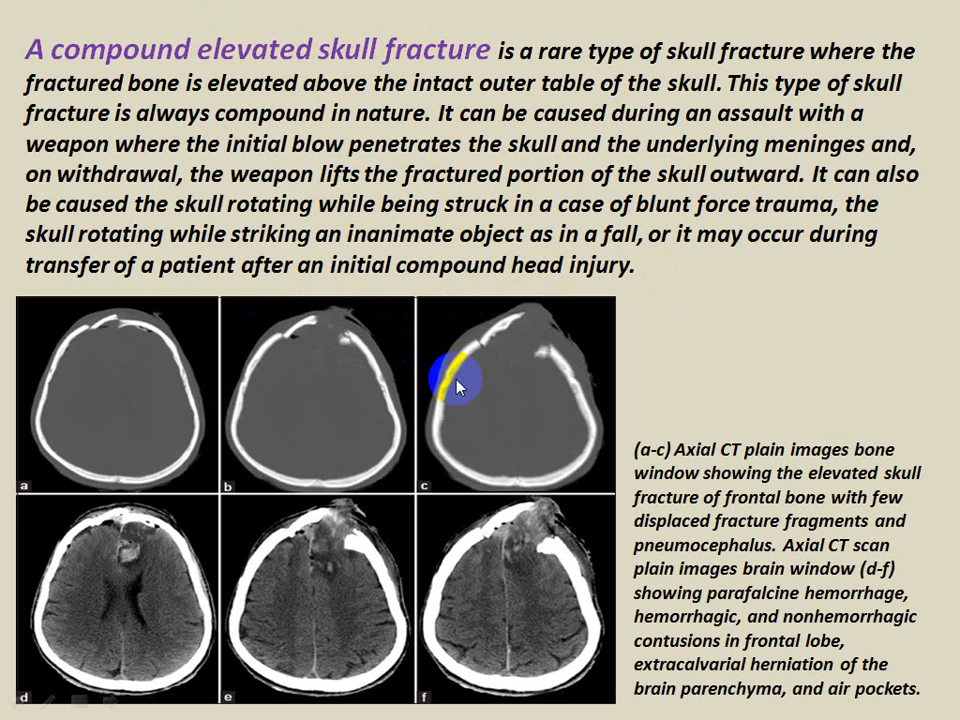 A compound elevated skull fracture is a rare type of skull fracture where the
fractured bone is elevated above the intact outer table of the skull. This type of skull
fracture is always compound in nature. It can be caused during an assault with a
weapon where the initial blow penetrates the skull and the underlying meninges and,
on withdrawal, the weapon lifts the fractured portion of the skull outward. It can also
be caused the skull rotating while being struck in a case of blunt force trauma, the
skull rotating while striking an inanimate object as in a fall, or it may occur during
transfer of a patient after an initial compound head injury.
a
b
c
d
e
f
(a-c) Axial CT plain images bone
window showing the elevated skull
fracture of frontal bone with few
displaced fracture fragments and
pneumocephalus. Axial CT scan
plain images brain window (d-f)
showing parafalcine hemorrhage,
hemorrhagic, and nonhemorrhagic
contusions in frontal lobe,
extracalvarial herniation of the
brain parenchyma, and air pockets.